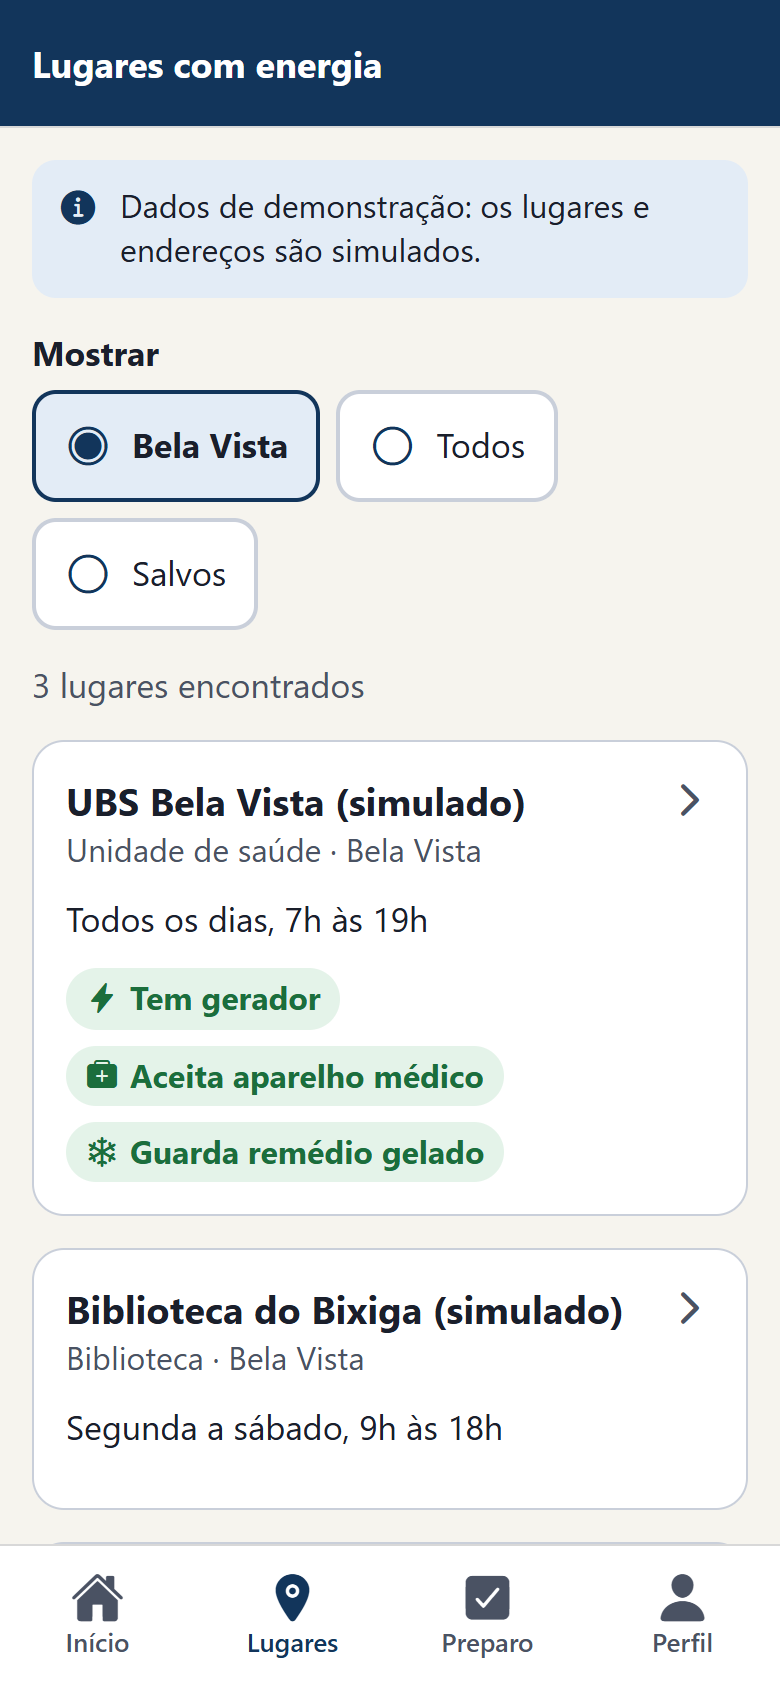 Lugares com energia
Dados de demonstração: os lugares e
endereços são simulados.
Mostrar
Bela Vista
Todos
Salvos
3 lugares encontrados
UBS Bela Vista (simulado)
Unidade de saúde · Bela Vista
Todos os dias, 7h às 19h
Tem gerador
Aceita aparelho médico
Guarda remédio gelado
Biblioteca do Bixiga (simulado)
Biblioteca · Bela Vista
Segunda a sábado, 9h às 18h
Início
Lugares
Preparo
Perfil